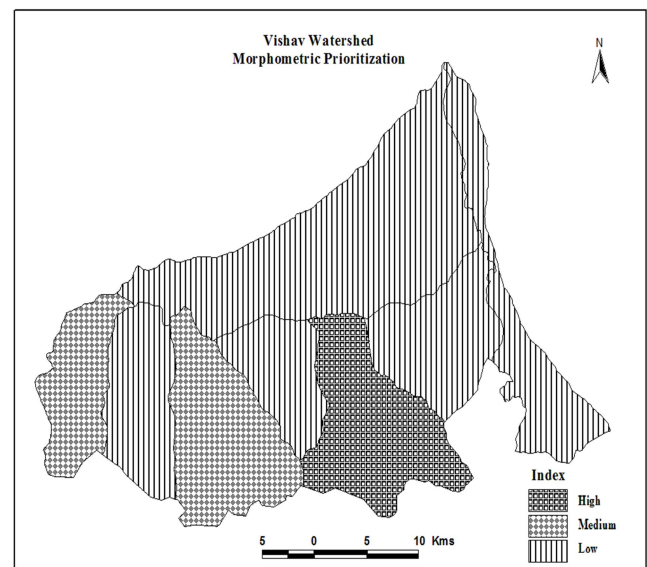 Vishav Watershed
Morphometric Prioritization
N
Index
High
Medium
Low
5 0 5 10 Kms